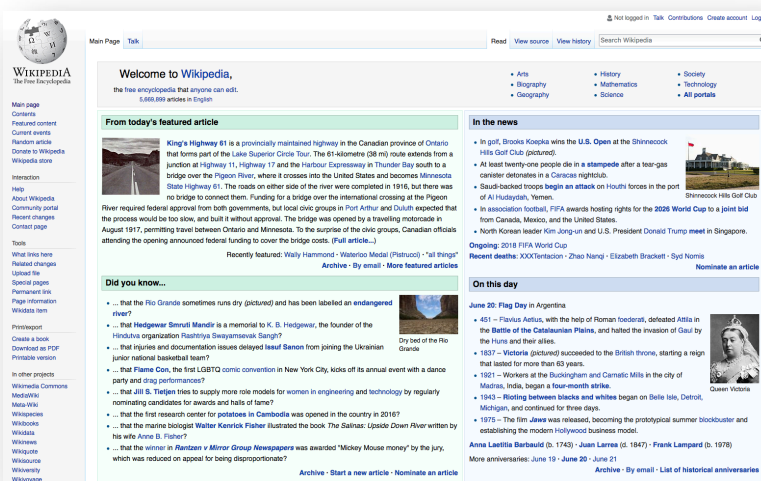 Not logged in Talk Contributions Create account Log
Main Page Talk
Read View source View history Search Wikipedia
WIKIPEDIA
The Free Encyclopedia
Main page
Contents
Featured content
Current events
Random article
Donate to Wikipedia
Wikipedia store
Interaction
Help
About Wikipedia
Community portal
Recent changes
Contact page
Tools
What links here
Related changes
Upload file
Special pages
Permanent link
Page information
Wikidata item
Print/export
Create a book
Download as PDF
Printable version
In other projects
Wikimedia Commons
MediaWiki
Meta-Wiki
Wikispecies
Wikibooks
Wikidata
Wikinews
Wikiquote
Wikisource
Wikiversity
Wikivoyage
Welcome to Wikipedia,
the free encyclopedia that anyone can edit.
5,669,899 articles in English
• Arts
• Biography
• Geography
• History
• Mathematics
• Science
• Society
• Technology
• All portals
From today's featured article
King's Highway 61 is a provincially maintained highway in the Canadian province of Ontario
that forms part of the Lake Superior Circle Tour. The 61-kilometre (38 mi) route extends from a
junction at Highway 11, Highway 17 and the Harbour Expressway in Thunder Bay south to a
bridge over the Pigeon River, where it crosses into the United States and becomes Minnesota
State Highway 61. The roads on either side of the river were completed in 1916, but there was
no bridge to connect them. Funding for a bridge over the international crossing at the Pigeon
River required federal approval from both governments, but local civic groups in Port Arthur and Duluth expected that
the process would be too slow, and built it without approval. The bridge was opened by a travelling motorcade in
August 1917, permitting travel between Ontario and Minnesota. To the surprise of the civic groups, Canadian officials
attending the opening announced federal funding to cover the bridge costs. (Full article...)
Recently featured: Wally Hammond · Waterloo Medal (Pistrucci) · "all things"
Archive · By email · More featured articles
Did you know...
• ... that the Rio Grande sometimes runs dry (pictured) and has been labelled an endangered
river?
• ... that Hedgewar Smruti Mandir is a memorial to K. B. Hedgewar, the founder of the
Hindutva organization Rashtriya Swayamsevak Sangh?
• ... that injuries and documentation issues delayed Issuf Sanon from joining the Ukrainian
junior national basketball team?
• ... that Flame Con, the first LGBTQ comic convention in New York City, kicks off its annual event with a dance
party and drag performances?
• ... that Jill S. Tietjen tries to supply more role models for women in engineering and technology by regularly
nominating candidates for awards and halls of fame?
• ... that the first research center for potatoes in Cambodia was opened in the country in 2016?
• ... that the marine biologist Walter Kenrick Fisher illustrated the book The Salinas: Upside Down River written by
his wife Anne B. Fisher?
• ... that the winner in Rantzen v Mirror Group Newspapers was awarded "Mickey Mouse money" by the jury,
which was reduced on appeal for being disproportionate?
Dry bed of the Rio
Grande
Archive · Start a new article · Nominate an article
In the news
• In golf, Brooks Koepka wins the U.S. Open at the Shinnecock
Hills Golf Club (pictured).
• At least twenty-one people die in a stampede after a tear-gas
canister detonates in a Caracas nightclub.
• Saudi-backed troops begin an attack on Houthi forces in the port
of Al Hudaydah, Yemen.
• In association football, FIFA awards hosting rights for the 2026 World Cup to a joint bid
from Canada, Mexico, and the United States.
• North Korean leader Kim Jong-un and U.S. President Donald Trump meet in Singapore.
Shinnecock Hills Golf Club
Ongoing: 2018 FIFA World Cup
Recent deaths: XXXTentacion · Zhao Nanqi · Elizabeth Brackett · Syd Nomis
Nominate an article
On this day
June 20: Flag Day in Argentina
• 451 – Flavius Aetius, with the help of Roman foederati, defeated Attila in
the Battle of the Catalaunian Plains, and halted the invasion of Gaul by
the Huns and their allies.
• 1837 – Victoria (pictured) succeeded to the British throne, starting a reign
that lasted for more than 63 years.
• 1921 – Workers at the Buckingham and Carnatic Mills in the city of
Madras, India, began a four-month strike.
• 1943 – Rioting between blacks and whites began on Belle Isle, Detroit,
Michigan, and continued for three days.
• 1975 – The film Jaws was released, becoming the prototypical summer blockbuster and
establishing the modern Hollywood business model.
Queen Victoria
Anna Laetitia Barbauld (b. 1743) · Juan Larrea (d. 1847) · Frank Lampard (b. 1978)
More anniversaries: June 19 · June 20 · June 21
Archive · By email · List of historical anniversaries